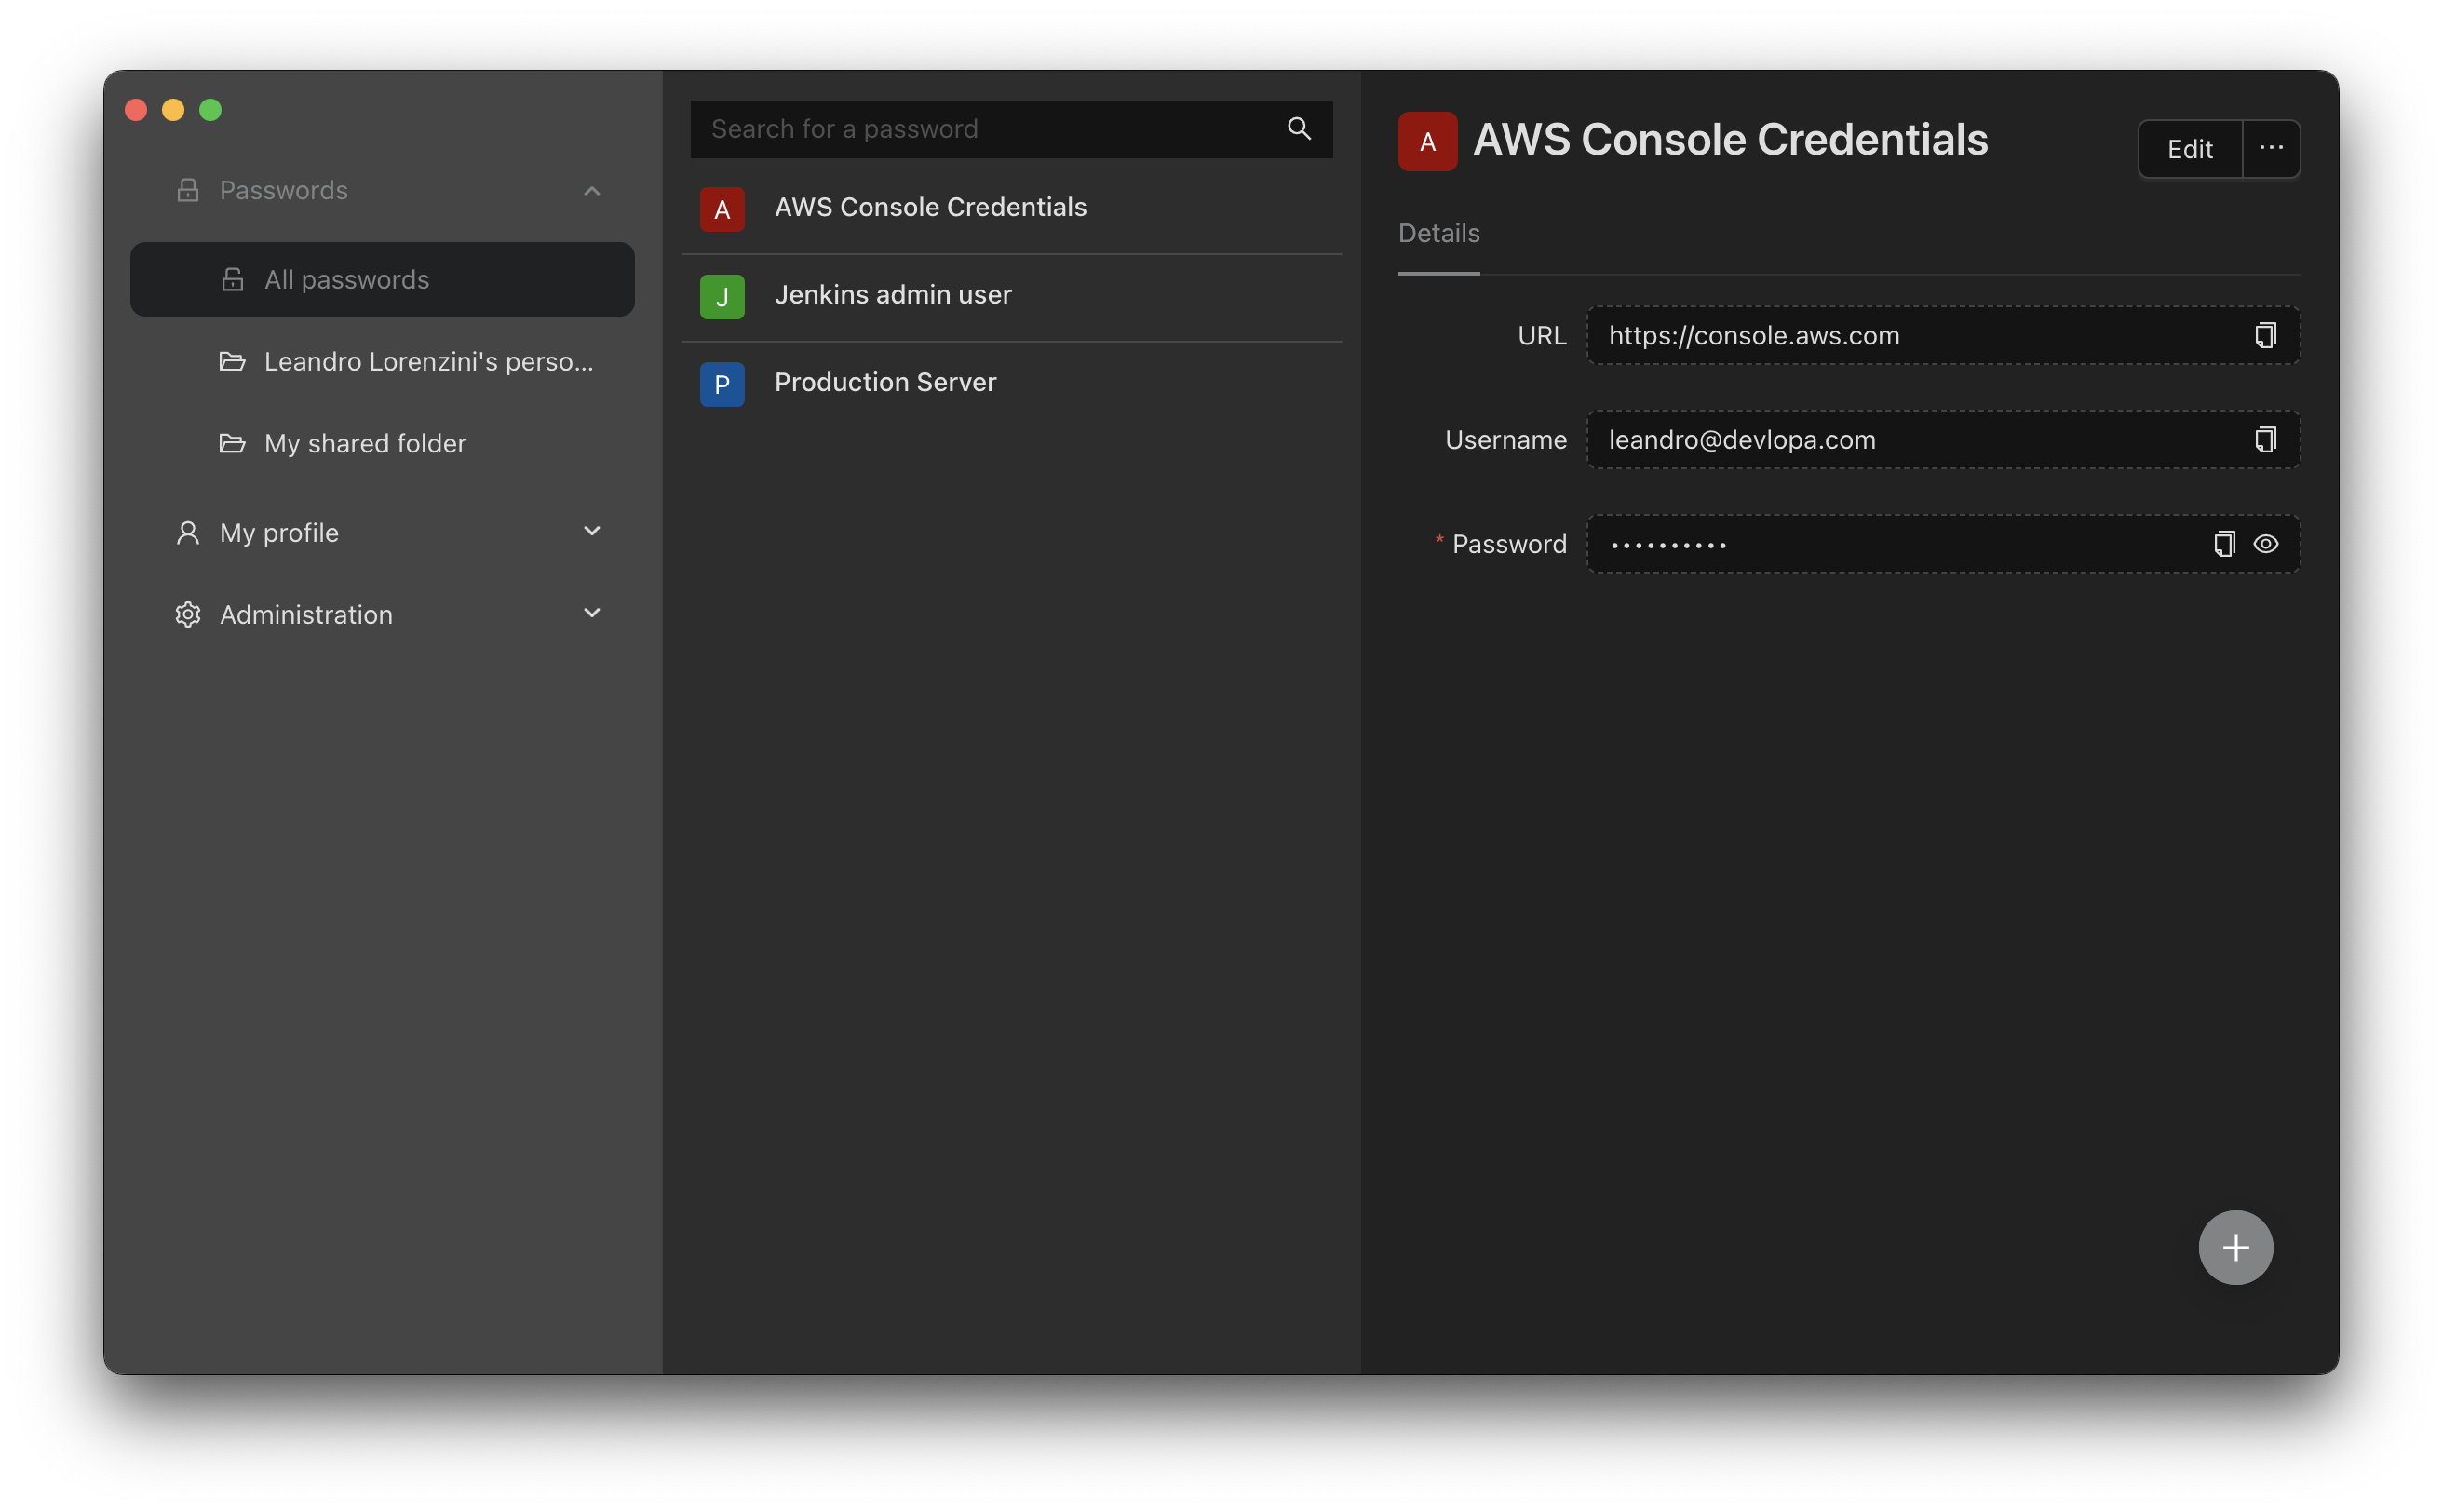 Passwords
All passwords
Leandro Lorenzini's perso...
My shared folder
My profile
Administration
Search for a password
A AWS Console Credentials
J Jenkins admin user
P Production Server
A AWS Console Credentials
Edit ...
Details
URL https://console.aws.com
Username leandro@devlopa.com
* Password ••••••••••